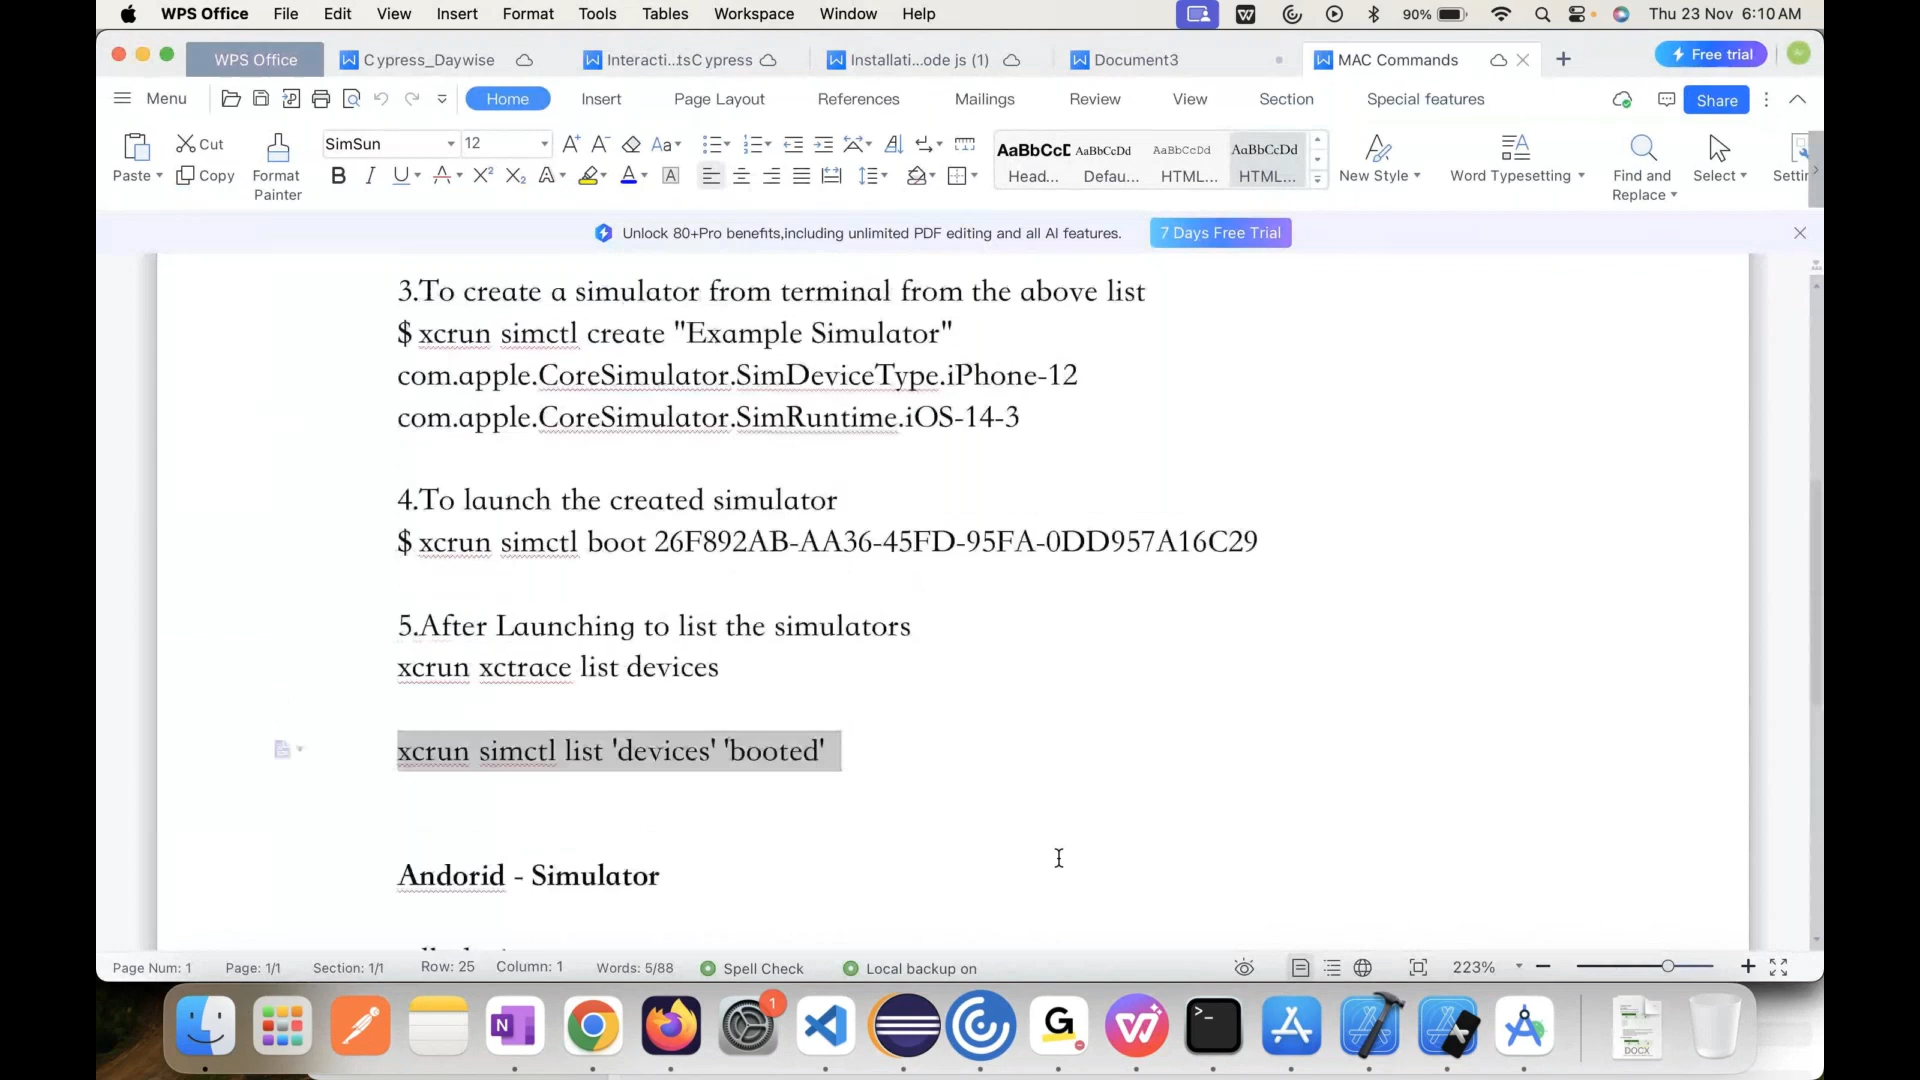 WPS Office File Edit View Insert Format Tools Tables Workspace Window Help 90% Thu 23 Nov 6:10 AM
WPS Office Cypress_Daywise Interacti...tsCypress Installati...ode js (1) Document3 MAC Commands Free trial
Menu Home Insert Page Layout References Mailings Review View Section Special features Share
Cut SimSun 12 AaBbCcD AaBbCcDd AaBbCcDd AaBbCcDd
Paste Copy Format Painter Head... Defau... HTML... HTML... New Style Word Typesetting Find and Replace Select
Unlock 80+Pro benefits,including unlimited PDF editing and all AI features. 7 Days Free Trial
3.To create a simulator from terminal from the above list
$ xcrun simctl create "Example Simulator"
com.apple.CoreSimulator.SimDeviceType.iPhone-12
com.apple.CoreSimulator.SimRuntime.iOS-14-3
4.To launch the created simulator
$ xcrun simctl boot 26F892AB-AA36-45FD-95FA-0DD957A16C29
5.After Launching to list the simulators
xcrun xctrace list devices
xcrun simctl list 'devices' 'booted'
Andorid - Simulator
Page Num: 1 Page: 1/1 Section: 1/1 Row: 25 Column: 1 Words: 5/88 Spell Check Local backup on 223%
1
DOCX